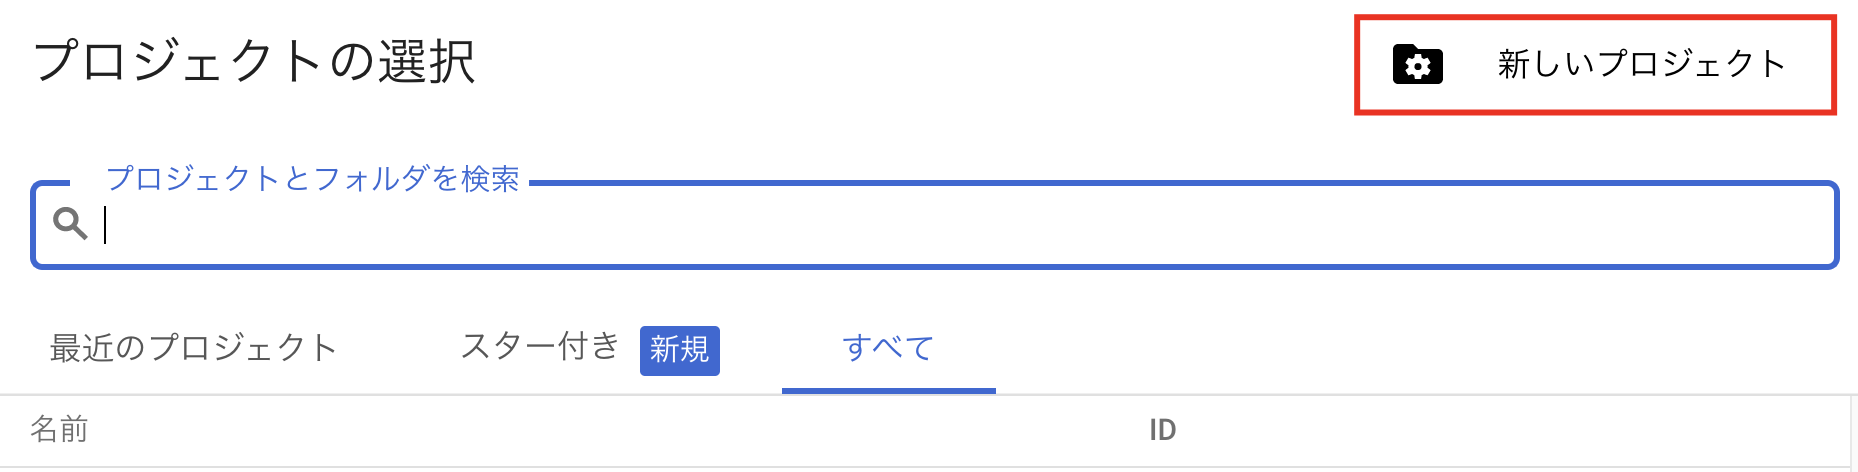 プロジェクトの選択
新しいプロジェクト
プロジェクトとフォルダを検索
最近のプロジェクト スター付き 新規 すべて
名前 ID